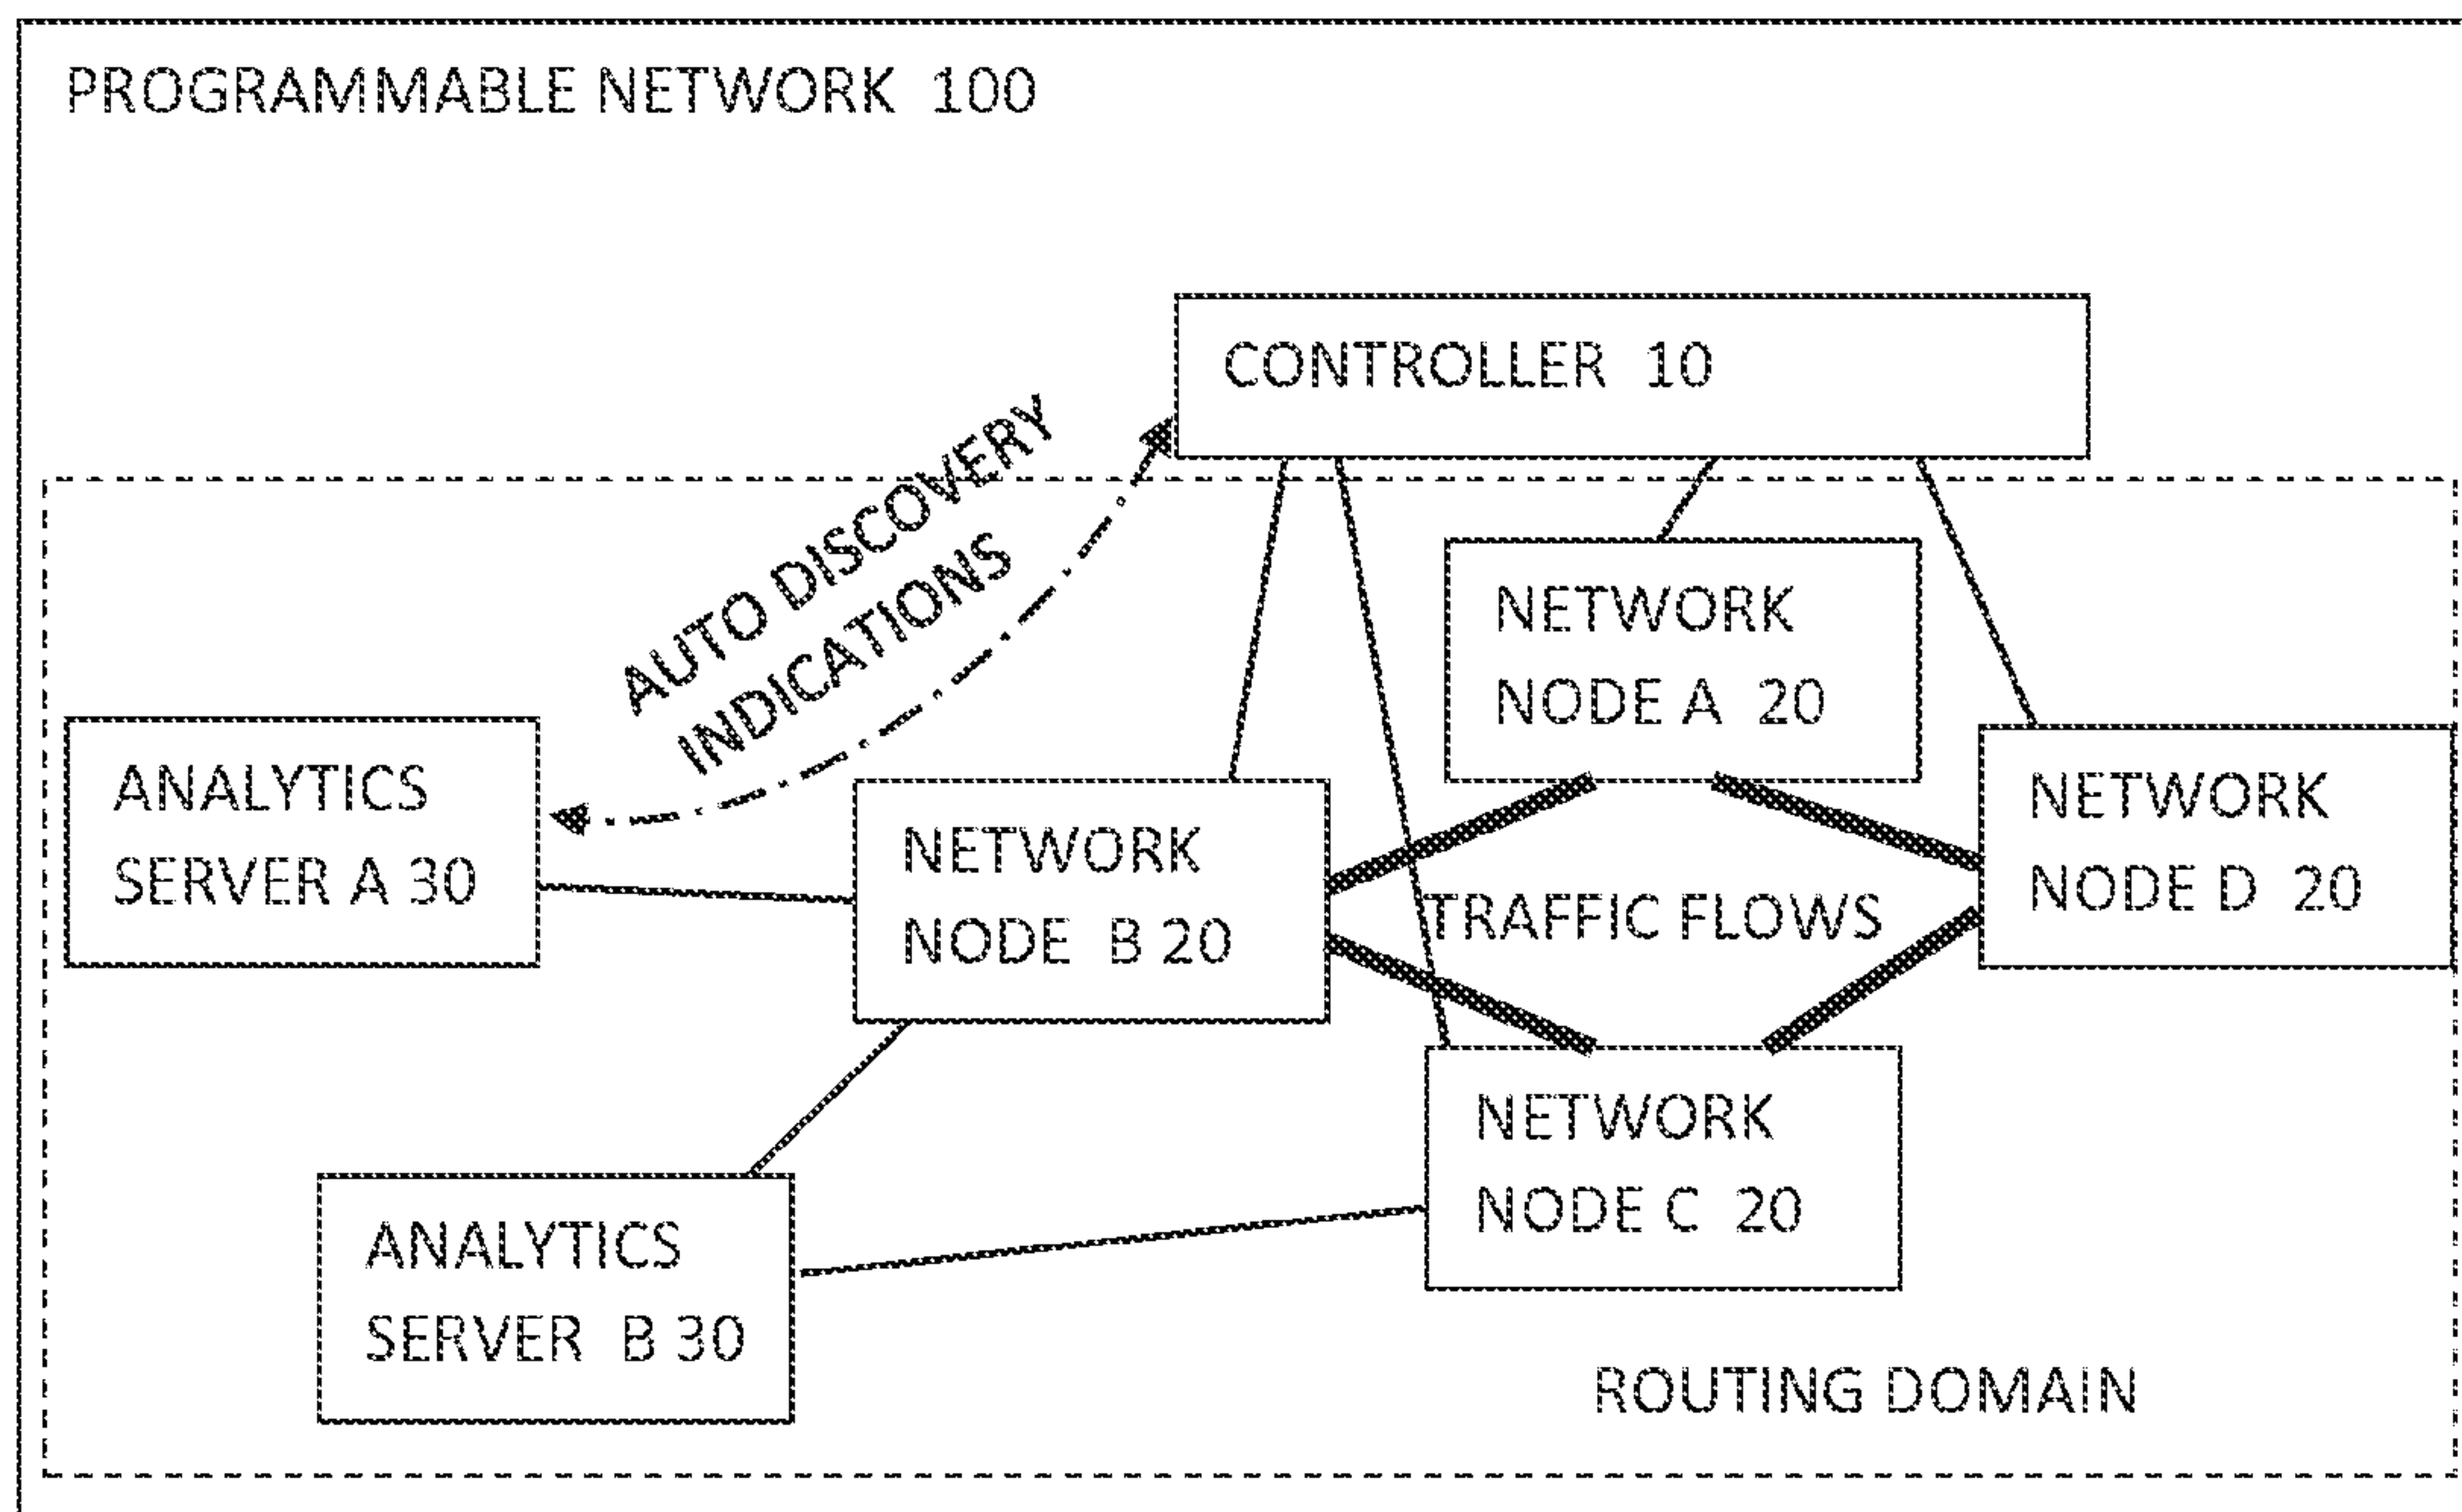 PROGRAMMABLE NETWORK 100
CONTROLLER 10
AUTO DISCOVERY
INDICATIONS
NETWORK
NODE A 20
ANALYTICS
SERVER A 30
NETWORK
NODE B 20
TRAFFIC FLOWS
NETWORK
NODE D 20
NETWORK
NODE C 20
ANALYTICS
SERVER B 30
ROUTING DOMAIN